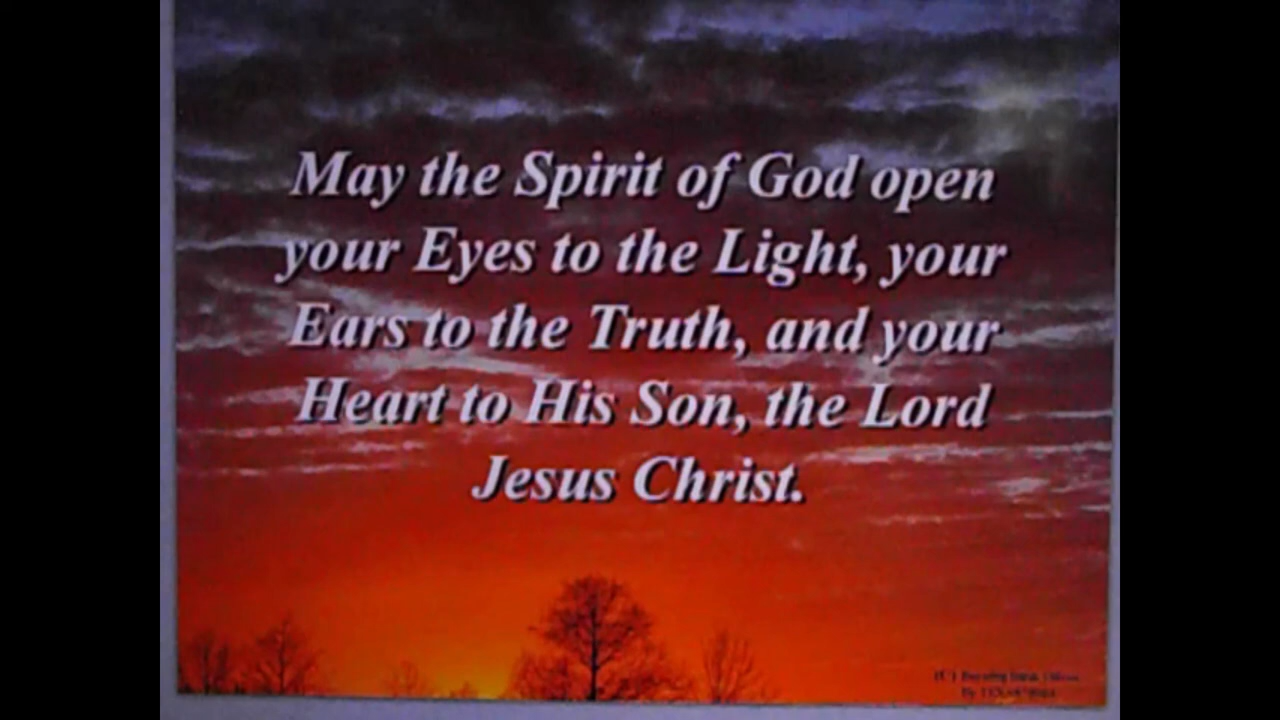 May the Spirit of God open
your Eyes to the Light, your
Ears to the Truth, and your
Heart to His Son, the Lord
Jesus Christ.